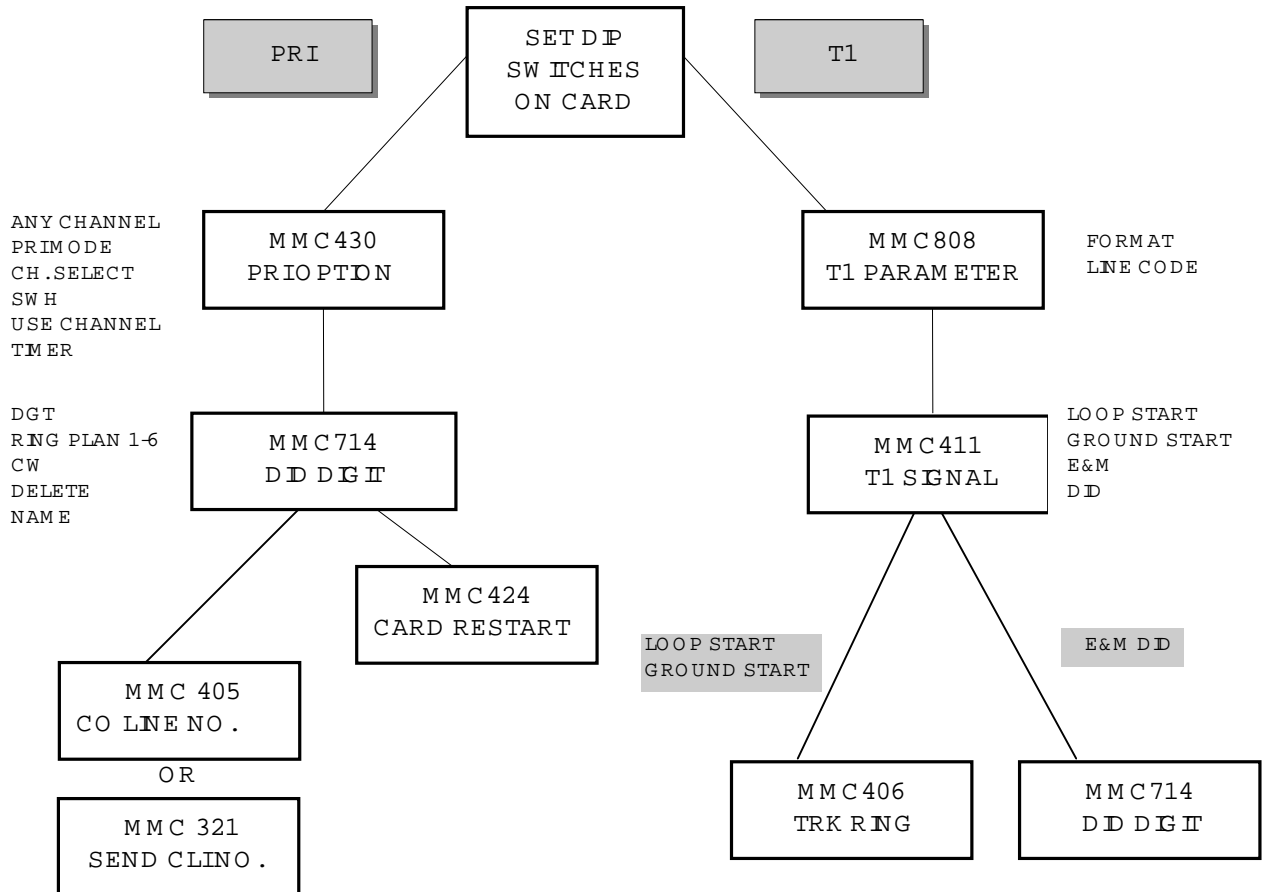 PRI
SET DIP
SWITCHES
ON CARD
T1
ANY CHANNEL
PRI MODE
CH. SELECT
SWH
USE CHANNEL
TIMER
MMC430
PRI OPTION
MMC808
T1 PARAMETER
FORMAT
LINE CODE
DGT
RING PLAN 1-6
CW
DELETE
NAME
MMC714
DID DIGIT
MMC411
T1 SIGNAL
LOOP START
GROUND START
E&M
DID
MMC424
CARD RESTART
LOOP START
GROUND START
E&M DID
MMC 405
CO LINE NO.
OR
MMC 321
SEND CLI NO.
MMC406
TRK RING
MMC714
DID DIGIT